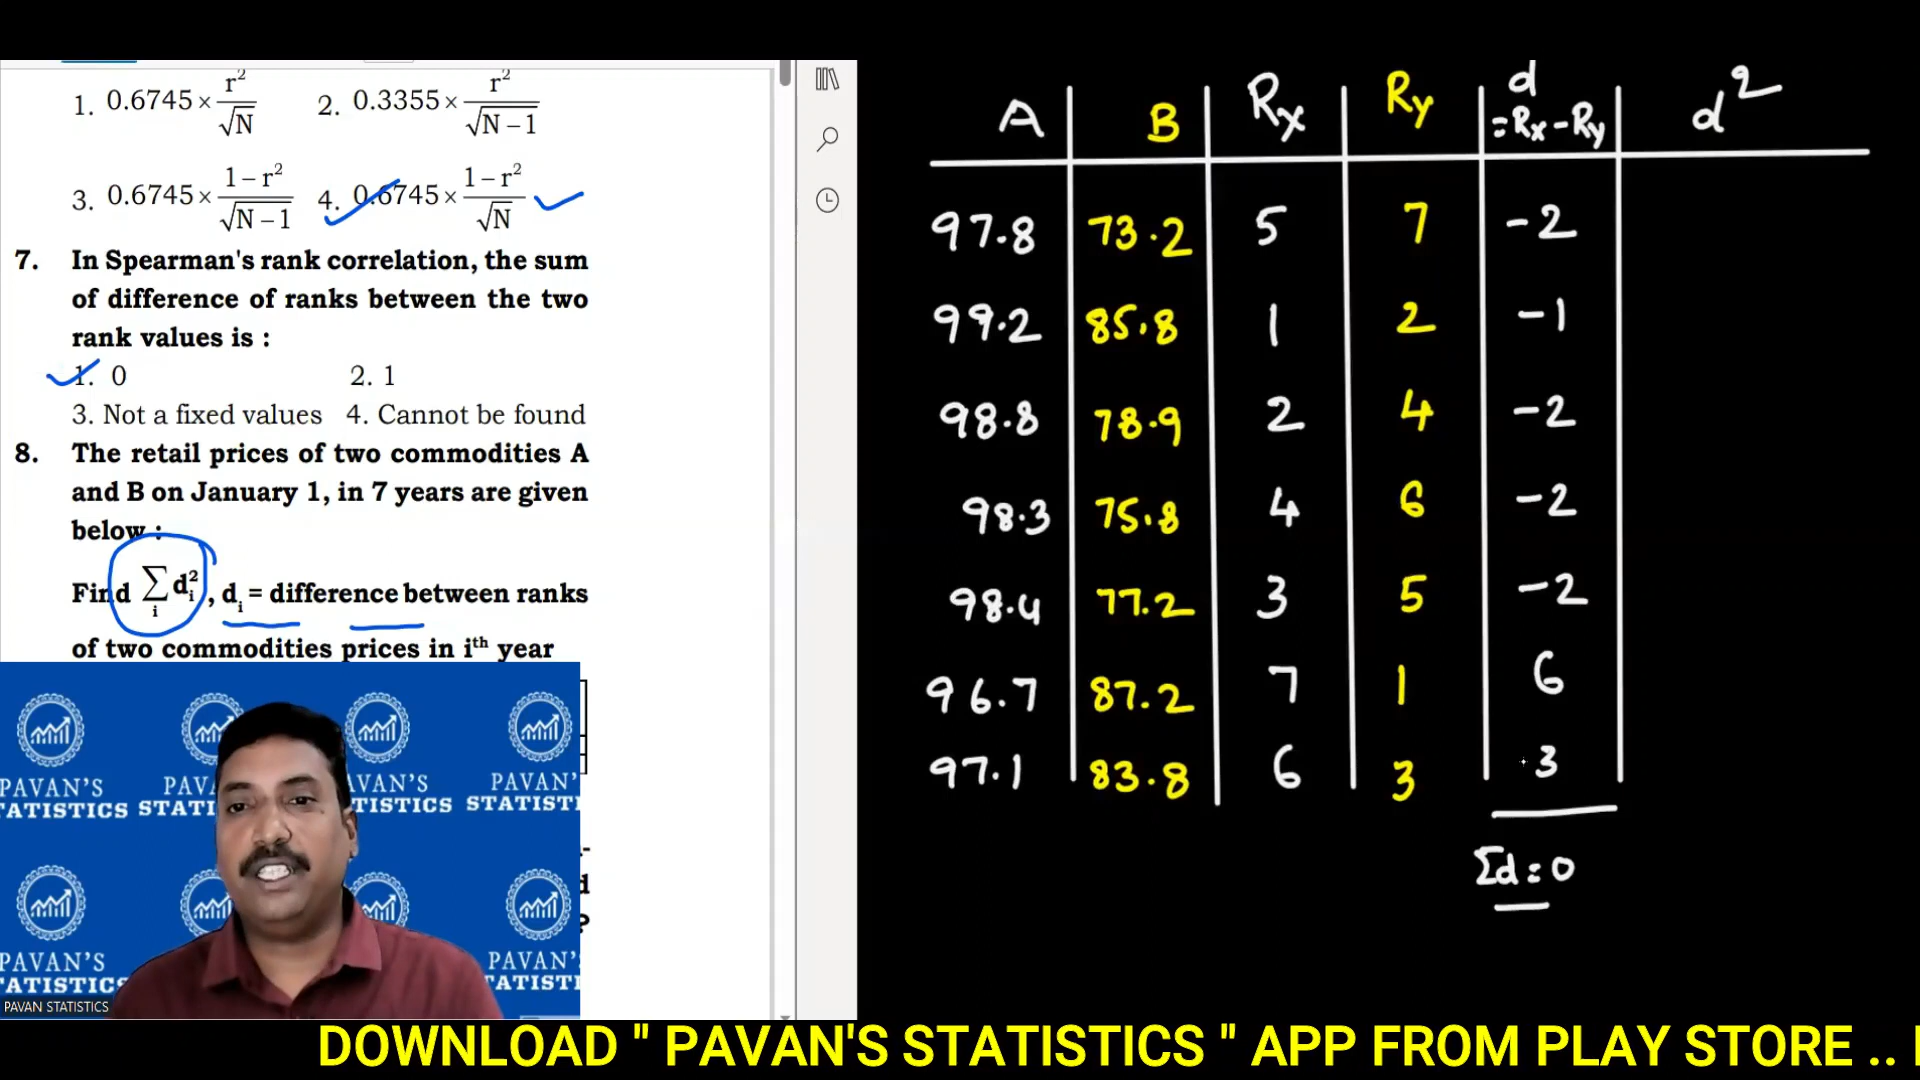 1. 0.6745 × r² / √N 2. 0.3355 × r² / √N – 1
3. 0.6745 × 1 – r² / √N – 1 4. 0.6745 × 1 – r² / √N
7. In Spearman's rank correlation, the sum
of difference of ranks between the two
rank values is :
1. 0 2. 1
3. Not a fixed values 4. Cannot be found
8. The retail prices of two commodities A
and B on January 1, in 7 years are given
below :
Find ∑ᵢ dᵢ² , dᵢ = difference between ranks
of two commodities prices in iᵗʰ year
A B Rx Ry d = Rx - Ry d²
97.8 73.2 5 7 -2
99.2 85.8 1 2 -1
98.8 78.9 2 4 -2
98.3 75.8 4 6 -2
98.4 77.2 3 5 -2
96.7 87.2 7 1 6
97.1 83.8 6 3 3
Σd = 0
PAVAN'S
STATISTICS
PAVAN STATISTICS
DOWNLOAD " PAVAN'S STATISTICS " APP FROM PLAY STORE ..